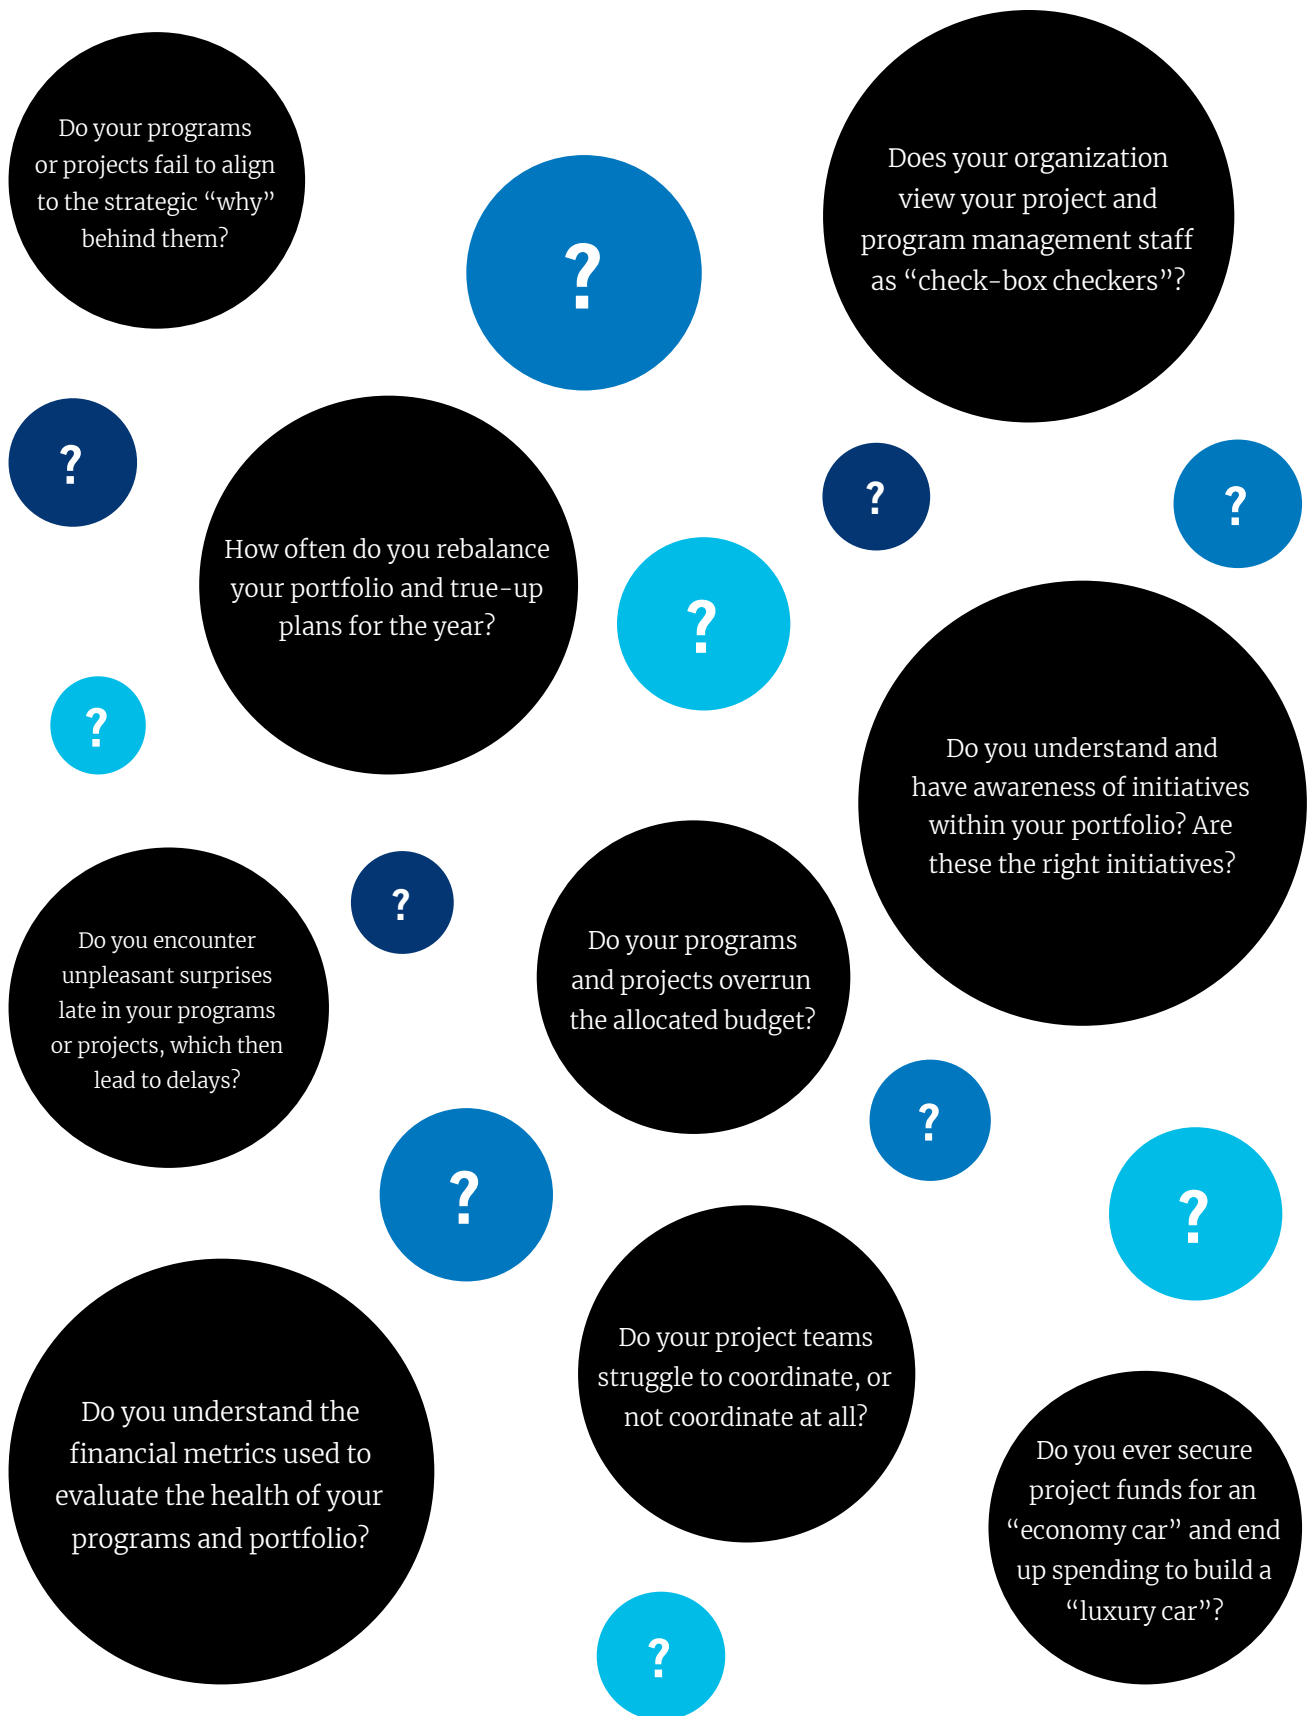 Do your programs
or projects fail to align
to the strategic “why”
behind them?
?
Does your organization
view your project and
program management staff
as “check-box checkers”?
?
How often do you rebalance
your portfolio and true-up
plans for the year?
?
?
?
?
Do you understand and
have awareness of initiatives
within your portfolio? Are
these the right initiatives?
Do you encounter
unpleasant surprises
late in your programs
or projects, which then
lead to delays?
?
Do your programs
and projects overrun
the allocated budget?
?
?
?
Do you understand the
financial metrics used to
evaluate the health of your
programs and portfolio?
Do your project teams
struggle to coordinate, or
not coordinate at all?
Do you ever secure
project funds for an
“economy car” and end
up spending to build a
“luxury car”?
?